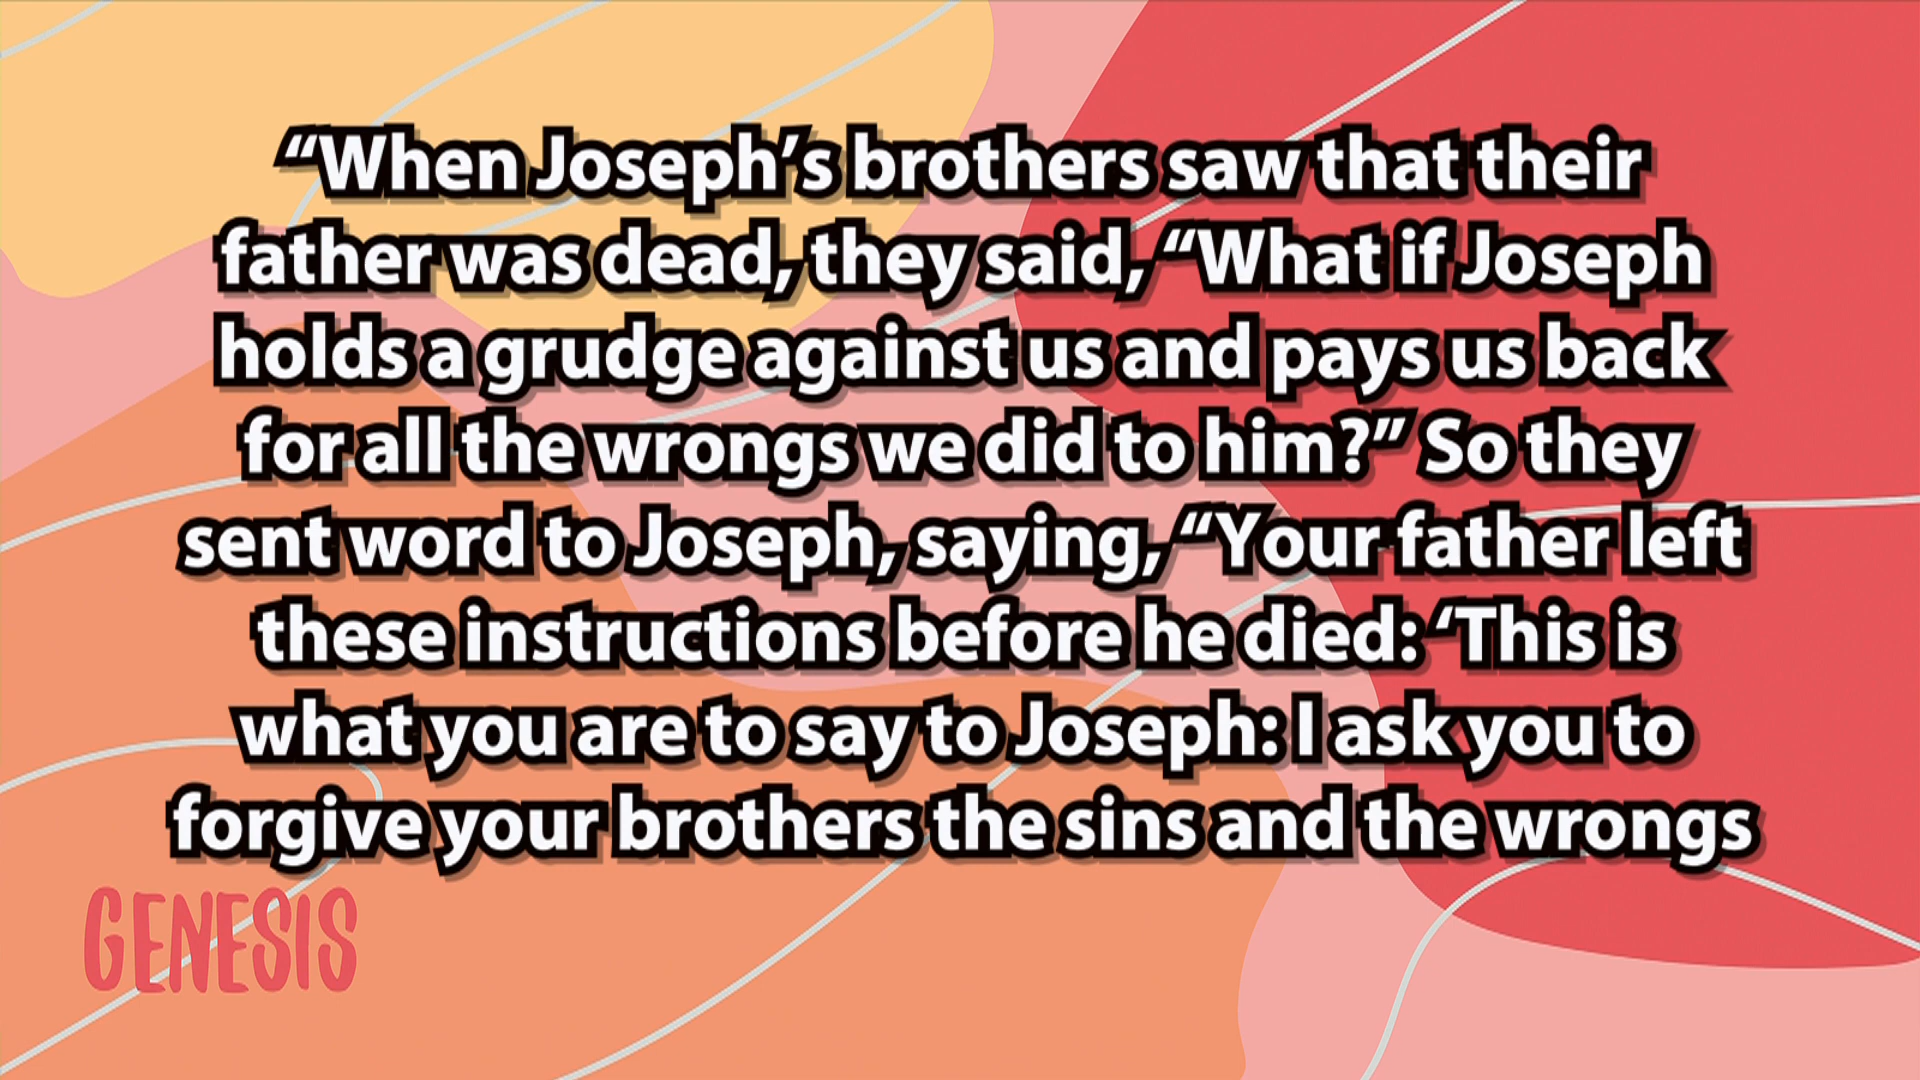 “When Joseph’s brothers saw that their
father was dead, they said, “What if Joseph
holds a grudge against us and pays us back
for all the wrongs we did to him?” So they
sent word to Joseph, saying, “Your father left
these instructions before he died: ‘This is
what you are to say to Joseph: I ask you to
forgive your brothers the sins and the wrongs
GENESIS